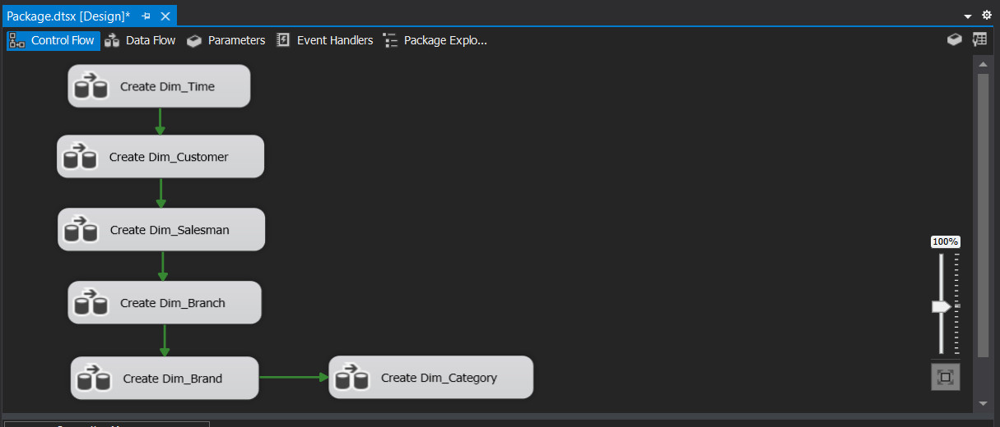 Package.dtsx [Design]*
Control Flow Data Flow Parameters Event Handlers Package Explo...
Create Dim_Time
Create Dim_Customer
Create Dim_Salesman
100%
Create Dim_Branch
Create Dim_Brand Create Dim_Category